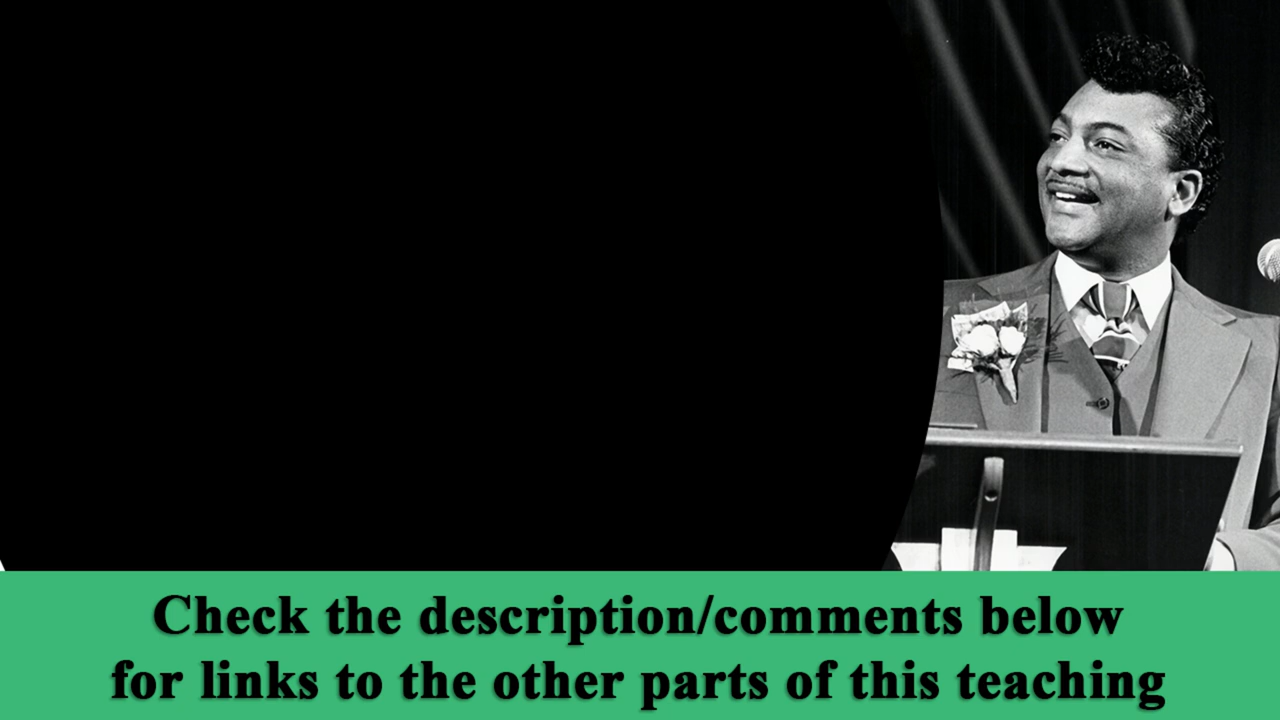 Check the description/comments below
for links to the other parts of this teaching